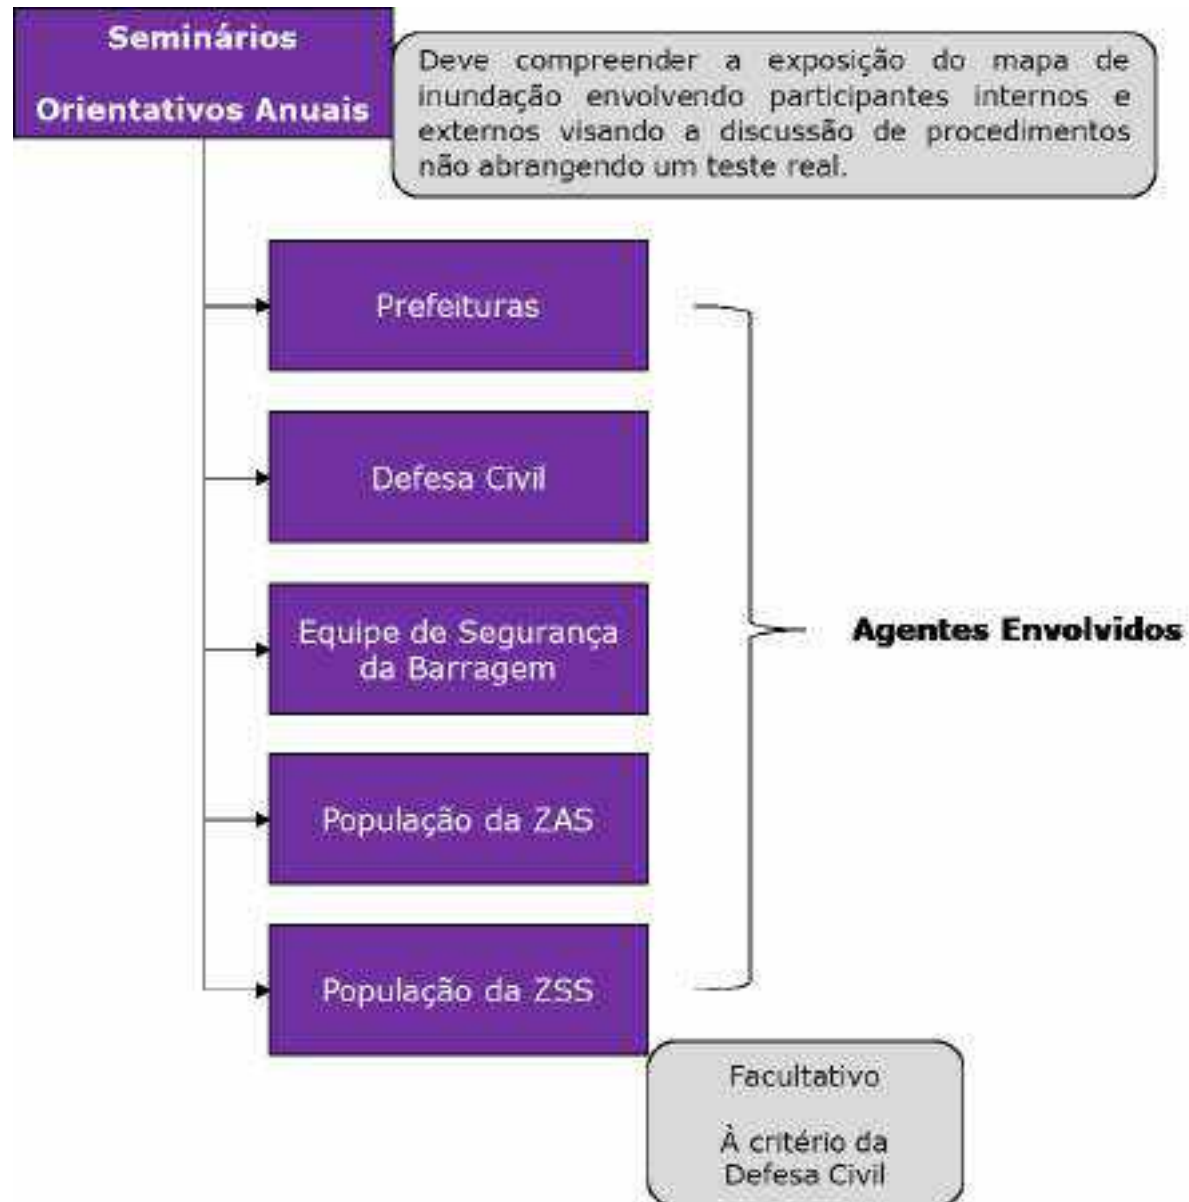 Seminários
Orientativos Anuais
Deve compreender a exposição do mapa de
inundação envolvendo participantes internos e
externos visando a discussão de procedimentos
não abrangendo um teste real.
Prefeituras
Defesa Civil
Equipe de Segurança
da Barragem
Agentes Envolvidos
População da ZAS
População da ZSS
Facultativo
À critério da
Defesa Civil